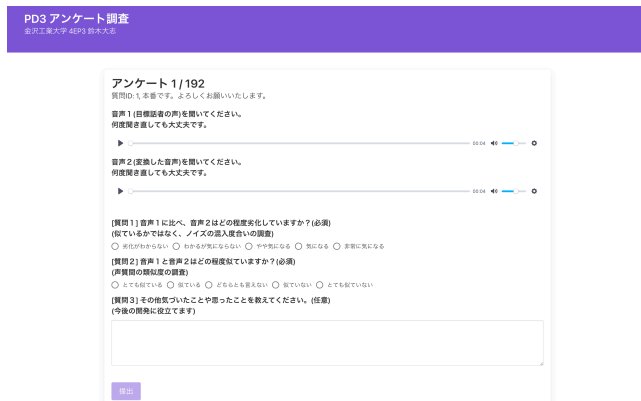 PD3 アンケート調査
金沢工業大学 4EP3 鈴木大志
アンケート 1 / 192
質問ID: 1, 本番です。よろしくお願いいたします。
音声１(目標話者の声)を聞いてください。
何度聞き直しても大丈夫です。
00:04
音声２(変換した音声)を聞いてください。
何度聞き直しても大丈夫です。
00:04
[質問１] 音声１に比べ、音声２はどの程度劣化していますか？(必須)
(似ているかではなく、ノイズの混入度合いの調査)
劣化がわからない わかるが気にならない やや気になる 気になる 非常に気になる
[質問２] 音声１と音声２はどの程度似ていますか？(必須)
(声質間の類似度の調査)
とても似ている 似ている どちらとも言えない 似ていない とても似ていない
[質問３] その他気づいたことや思ったことを教えてください。(任意)
(今後の開発に役立てます)
提出